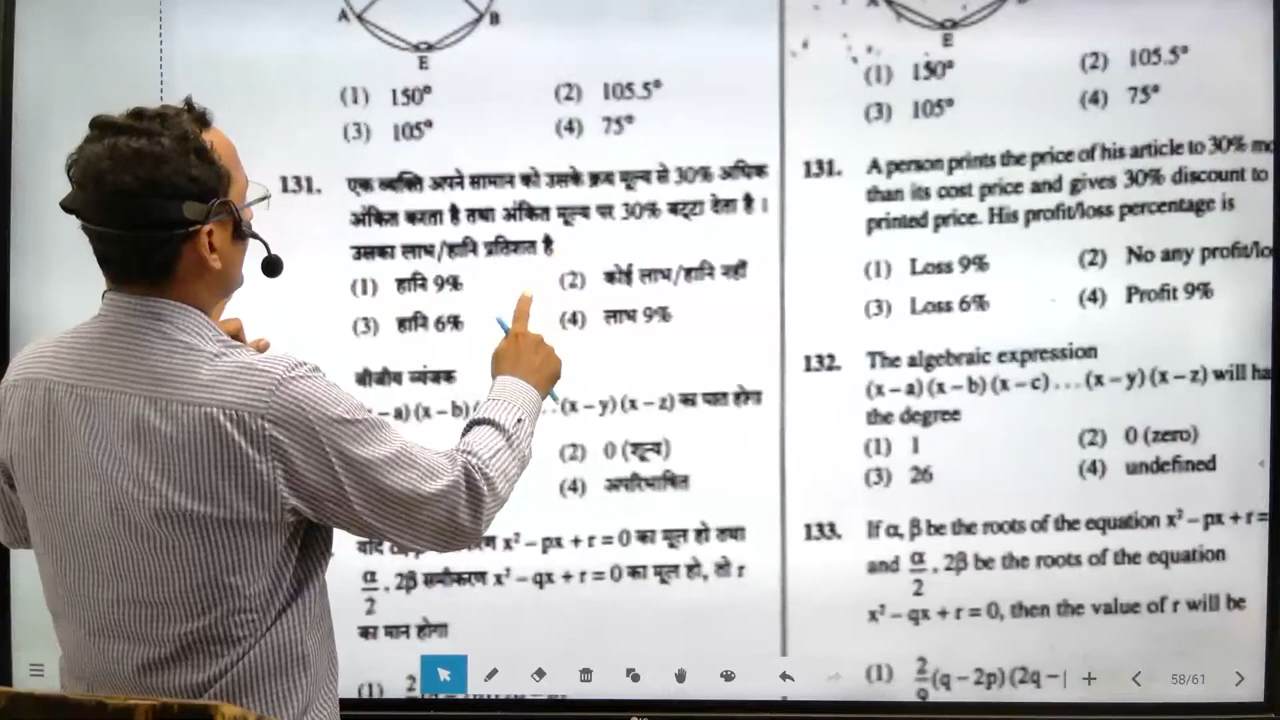 A B
E
(1) 150° (2) 105.5°
(3) 105° (4) 75°
131. एक व्यक्ति अपने सामान को उसके क्रय मूल्य से 30% अधिक
अंकित करता है तथा अंकित मूल्य पर 30% बट्टा देता है।
उसका लाभ/हानि प्रतिशत है
(1) हानि 9% (2) कोई लाभ/हानि नहीं
(3) हानि 6% (4) लाभ 9%
बीजीय व्यंजक
– a) (x – b) (x – y) (x – z) का घात होगा
(2) 0 (शून्य)
(4) अपरिभाषित
यदि x² – px + r = 0 का मूल हो तथा
α/2, 2β समीकरण x² – qx + r = 0 का मूल हो, तो r
का मान होगा
(1) 2
E
(1) 150° (2) 105.5°
(3) 105° (4) 75°
131. A person prints the price of his article to 30%
than its cost price and gives 30% discount to
printed price. His profit/loss percentage is
(1) Loss 9% (2) No any profit/lo
(3) Loss 6% (4) Profit 9%
132. The algebraic expression
(x – a) (x – b) (x – c) . . . (x – y) (x – z) will ha
the degree
(1) 1 (2) 0 (zero)
(3) 26 (4) undefined
133. If α, β be the roots of the equation x² – px + r =
and α/2, 2β be the roots of the equation
x² – qx + r = 0, then the value of r will be
(1) 2/9 (q – 2p) (2q –
58/61